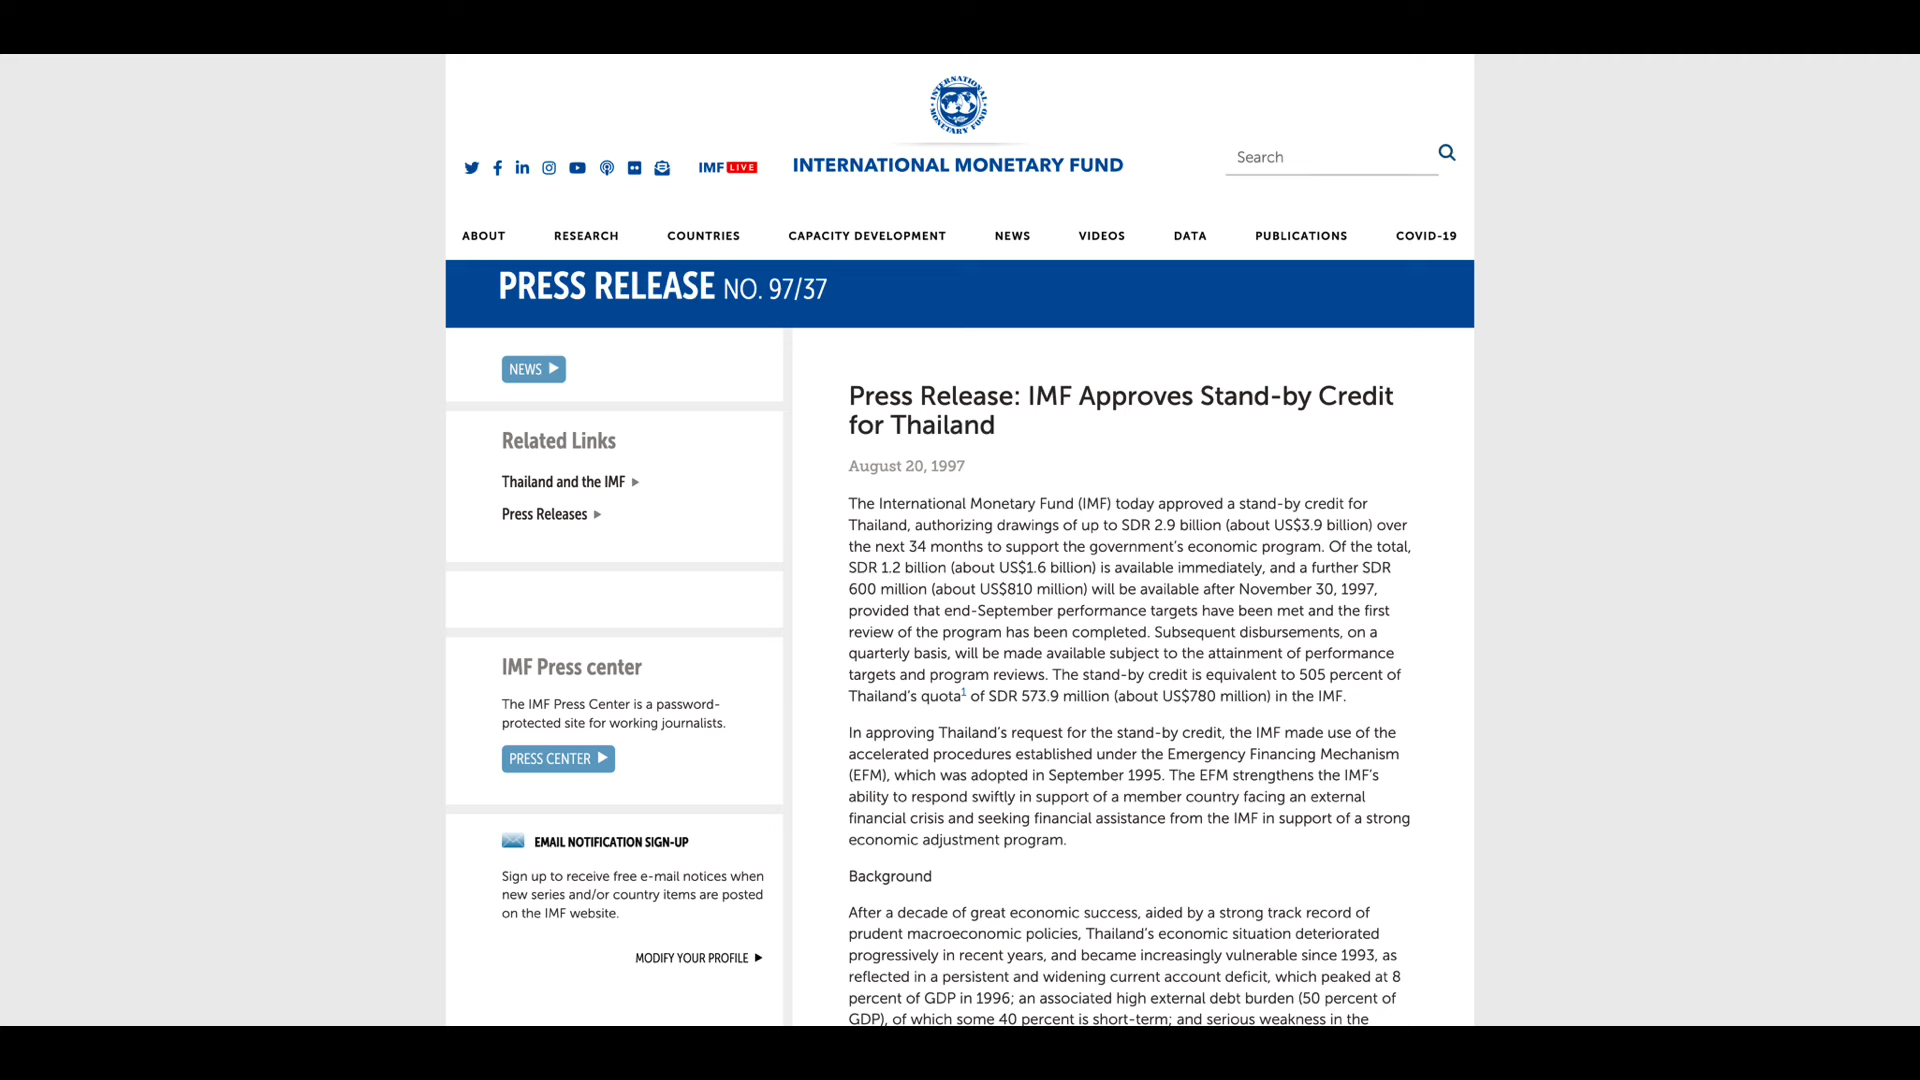 INTERNATIONAL MONETARY FUND
IMF LIVE
INTERNATIONAL MONETARY FUND
Search
ABOUT RESEARCH COUNTRIES CAPACITY DEVELOPMENT NEWS VIDEOS DATA PUBLICATIONS COVID-19
PRESS RELEASE NO. 97/37
NEWS
Related Links
Thailand and the IMF
Press Releases
IMF Press center
The IMF Press Center is a password-
protected site for working journalists.
PRESS CENTER
EMAIL NOTIFICATION SIGN-UP
Sign up to receive free e-mail notices when
new series and/or country items are posted
on the IMF website.
MODIFY YOUR PROFILE
Press Release: IMF Approves Stand-by Credit
for Thailand
August 20, 1997
The International Monetary Fund (IMF) today approved a stand-by credit for
Thailand, authorizing drawings of up to SDR 2.9 billion (about US$3.9 billion) over
the next 34 months to support the government's economic program. Of the total,
SDR 1.2 billion (about US$1.6 billion) is available immediately, and a further SDR
600 million (about US$810 million) will be available after November 30, 1997,
provided that end-September performance targets have been met and the first
review of the program has been completed. Subsequent disbursements, on a
quarterly basis, will be made available subject to the attainment of performance
targets and program reviews. The stand-by credit is equivalent to 505 percent of
Thailand's quota1 of SDR 573.9 million (about US$780 million) in the IMF.
In approving Thailand's request for the stand-by credit, the IMF made use of the
accelerated procedures established under the Emergency Financing Mechanism
(EFM), which was adopted in September 1995. The EFM strengthens the IMF's
ability to respond swiftly in support of a member country facing an external
financial crisis and seeking financial assistance from the IMF in support of a strong
economic adjustment program.
Background
After a decade of great economic success, aided by a strong track record of
prudent macroeconomic policies, Thailand's economic situation deteriorated
progressively in recent years, and became increasingly vulnerable since 1993, as
reflected in a persistent and widening current account deficit, which peaked at 8
percent of GDP in 1996; an associated high external debt burden (50 percent of
GDP), of which some 40 percent is short-term; and serious weakness in the